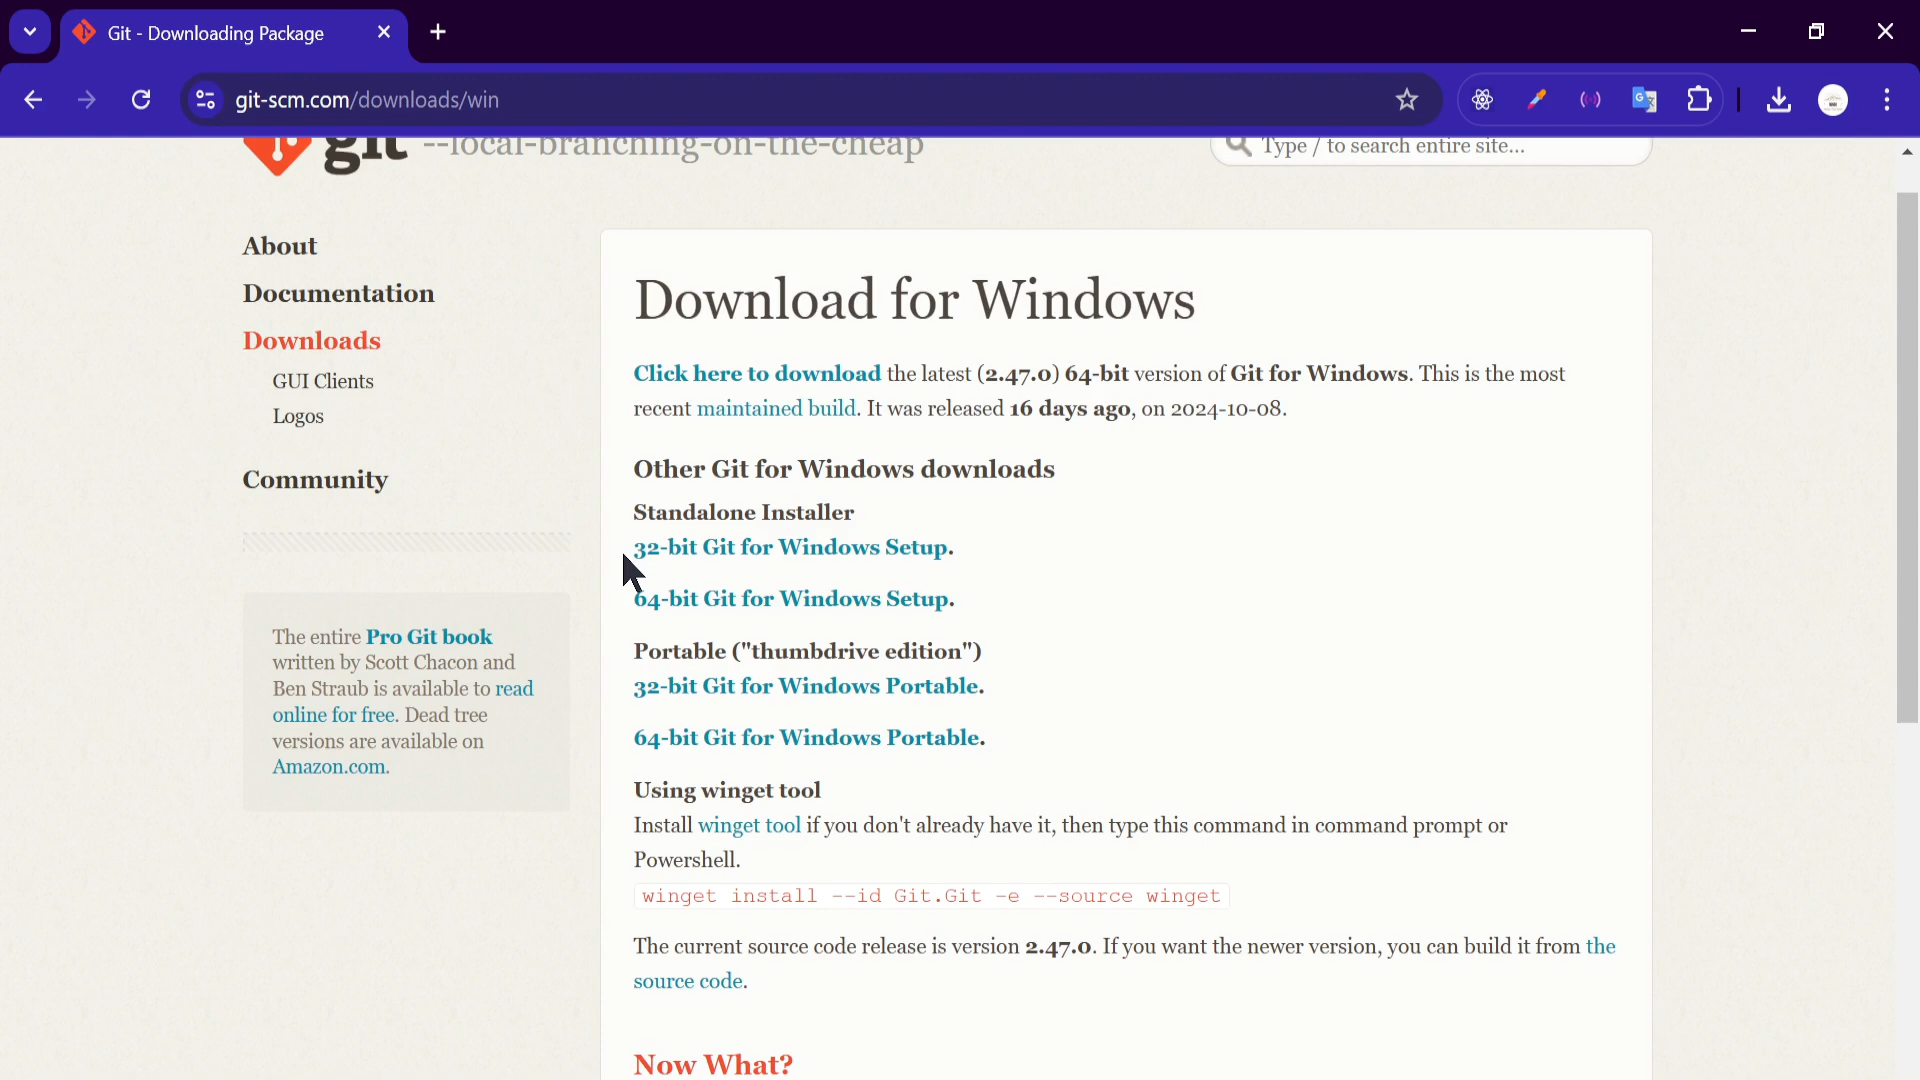 Git - Downloading Package
git-scm.com/downloads/win
git --local-branching-on-the-cheap
Type / to search entire site...
About
Documentation
Downloads
GUI Clients
Logos
Community
The entire Pro Git book
written by Scott Chacon and
Ben Straub is available to read
online for free. Dead tree
versions are available on
Amazon.com.
Download for Windows
Click here to download the latest (2.47.0) 64-bit version of Git for Windows. This is the most
recent maintained build. It was released 16 days ago, on 2024-10-08.
Other Git for Windows downloads
Standalone Installer
32-bit Git for Windows Setup.
64-bit Git for Windows Setup.
Portable ("thumbdrive edition")
32-bit Git for Windows Portable.
64-bit Git for Windows Portable.
Using winget tool
Install winget tool if you don't already have it, then type this command in command prompt or
Powershell.
winget install --id Git.Git -e --source winget
The current source code release is version 2.47.0. If you want the newer version, you can build it from the
source code.
Now What?